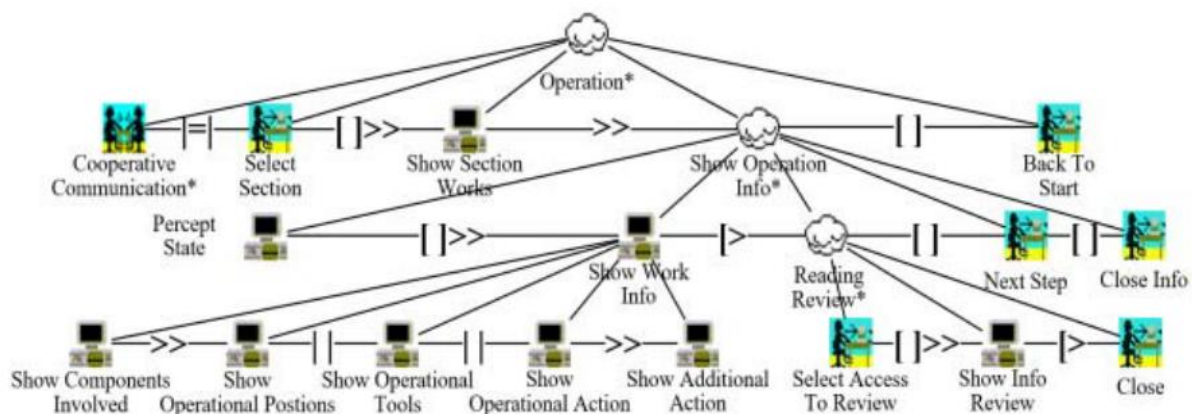 Operation*
|=|
[ ]>>
>>
[ ]
Cooperative
Communication*
Select
Section
Show Section
Works
Show Operation
Info*
Back To
Start
Percept
State
[ ]>>
[>
[ ]
[ ]
Show Work
Info
Reading
Review*
Next Step
Close Info
>>
||
||
>>
[ ]>>
[>
Show Components
Involved
Show
Operational Postions
Show Operational
Tools
Show
Operational Action
Show Additional
Action
Select Access
To Review
Show Info
Review
Close